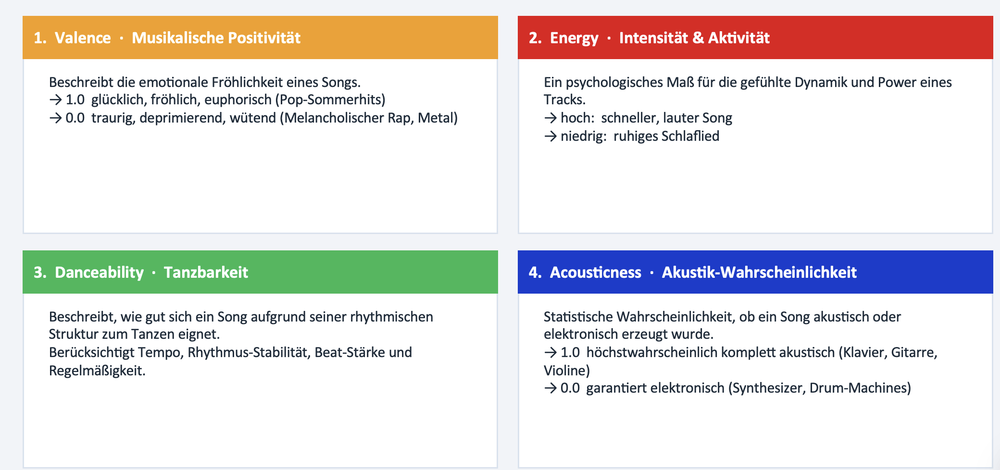 1. Valence · Musikalische Positivität
Beschreibt die emotionale Fröhlichkeit eines Songs.
→ 1.0 glücklich, fröhlich, euphorisch (Pop-Sommerhits)
→ 0.0 traurig, deprimierend, wütend (Melancholischer Rap, Metal)
2. Energy · Intensität & Aktivität
Ein psychologisches Maß für die gefühlte Dynamik und Power eines
Tracks.
→ hoch: schneller, lauter Song
→ niedrig: ruhiges Schlaflied
3. Danceability · Tanzbarkeit
Beschreibt, wie gut sich ein Song aufgrund seiner rhythmischen
Struktur zum Tanzen eignet.
Berücksichtigt Tempo, Rhythmus-Stabilität, Beat-Stärke und
Regelmäßigkeit.
4. Acousticness · Akustik-Wahrscheinlichkeit
Statistische Wahrscheinlichkeit, ob ein Song akustisch oder
elektronisch erzeugt wurde.
→ 1.0 höchstwahrscheinlich komplett akustisch (Klavier, Gitarre,
Violine)
→ 0.0 garantiert elektronisch (Synthesizer, Drum-Machines)